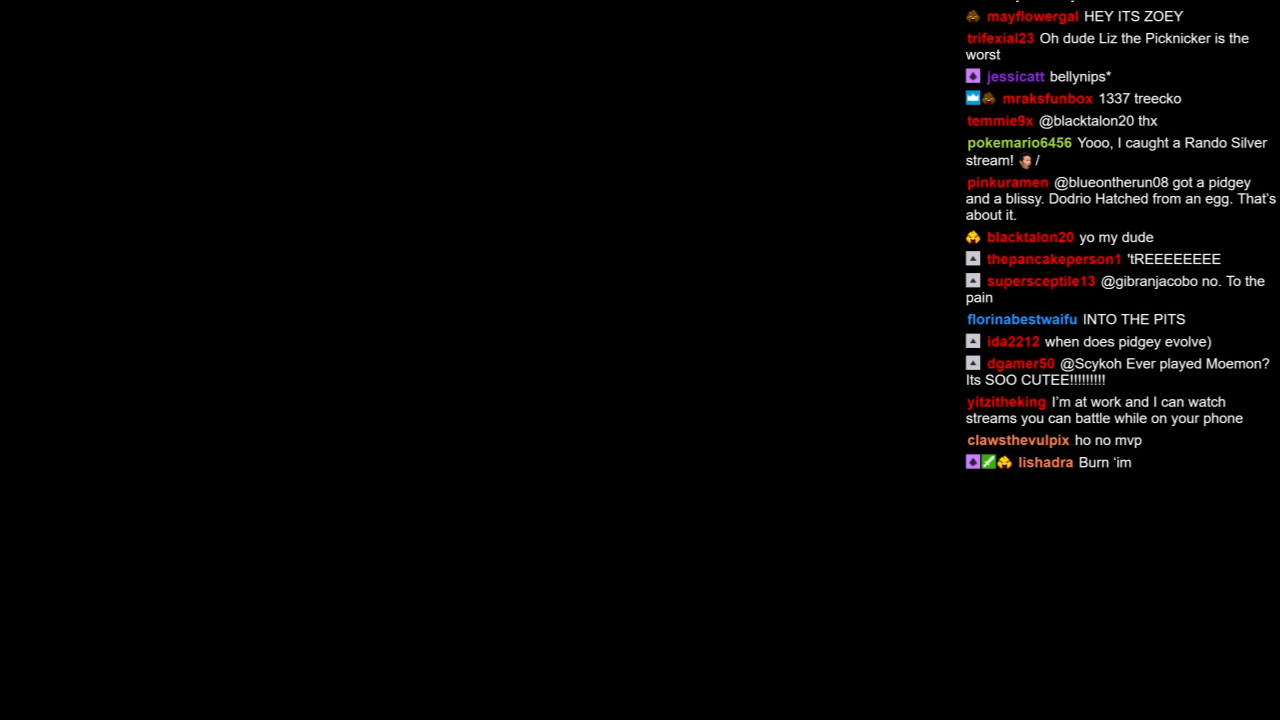 mayflowergal HEY ITS ZOEY
trifexial23 Oh dude Liz the Picknicker is the
worst
jessicatt bellynips*
mraksfunbox 1337 treecko
temmie9x @blacktalon20 thx
pokemario6456 Yooo, I caught a Rando Silver
stream! /
pinkuramen @blueontherun08 got a pidgey
and a blissy. Dodrio Hatched from an egg. That's
about it.
blacktalon20 yo my dude
thepancakeperson1 'tREEEEEEEE
supersceptile13 @gibranjacobo no. To the
pain
florinabestwaifu INTO THE PITS
ida2212 when does pidgey evolve)
dgamer50 @Scykoh Ever played Moemon?
Its SOO CUTEE!!!!!!!!!
yitzitheking I'm at work and I can watch
streams you can battle while on your phone
clawsthevulpix ho no mvp
lishadra Burn ‘im